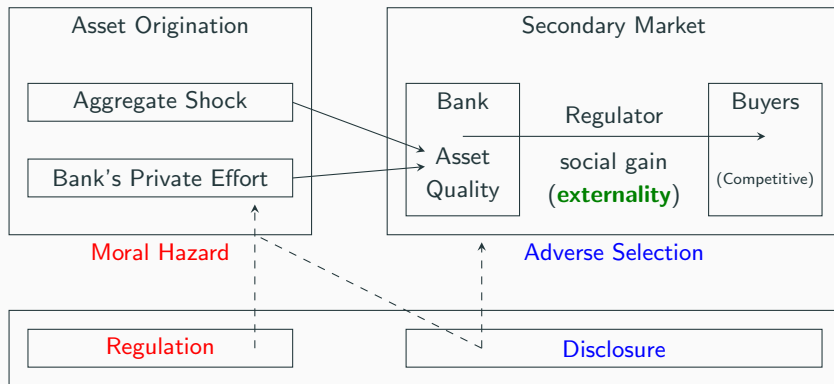 Asset Origination
Aggregate Shock
Bank's Private Effort
Moral Hazard
Secondary Market
Bank
Asset
Quality
Regulator
social gain
(externality)
Buyers
(Competitive)
Adverse Selection
Regulation
Disclosure